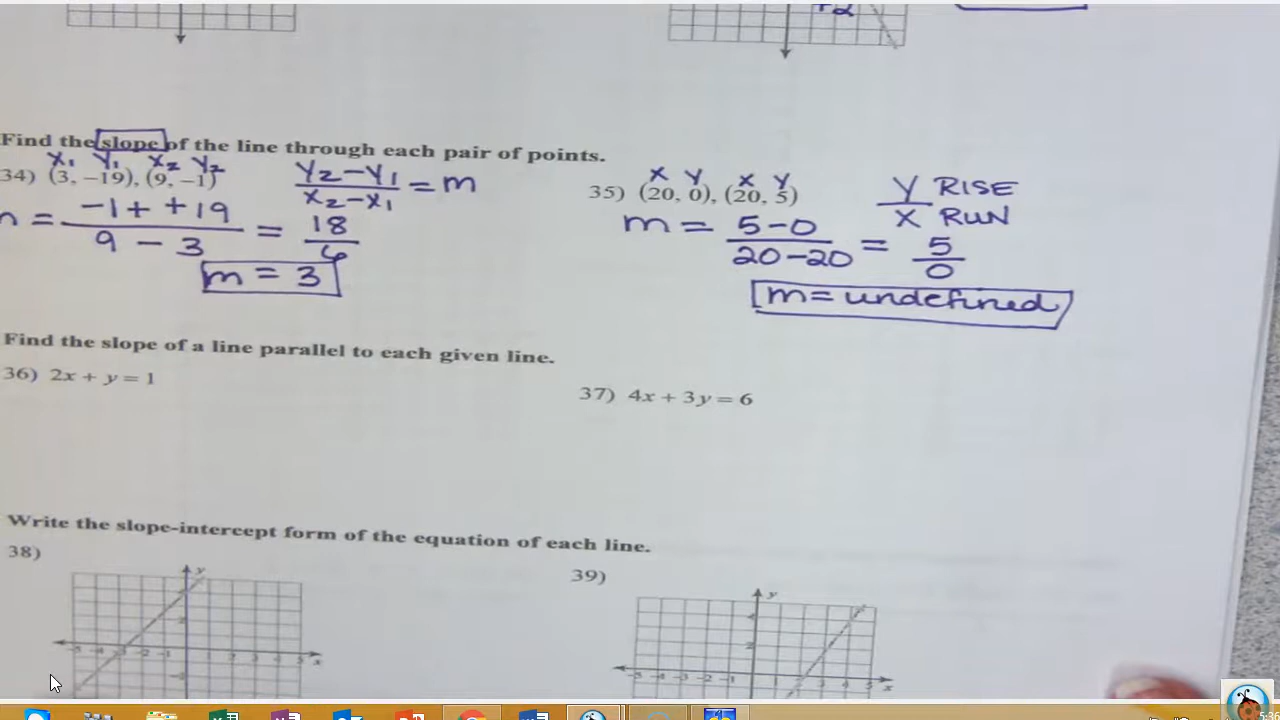 +2
Find the slope of the line through each pair of points.
x₁ y₁ x₂ y₂
34) (3, −19), (9, −1)
y₂ − y₁
x₂ − x₁
= m
−1 + +19
9 − 3
= 18
6
m = 3
x y x y
35) (20, 0), (20, 5)
y RISE
x RUN
m = 5 − 0
20 − 20
= 5
0
m = undefined
Find the slope of a line parallel to each given line.
36) 2x + y = 1
37) 4x + 3y = 6
Write the slope-intercept form of the equation of each line.
38)
39)
y
x
y
x